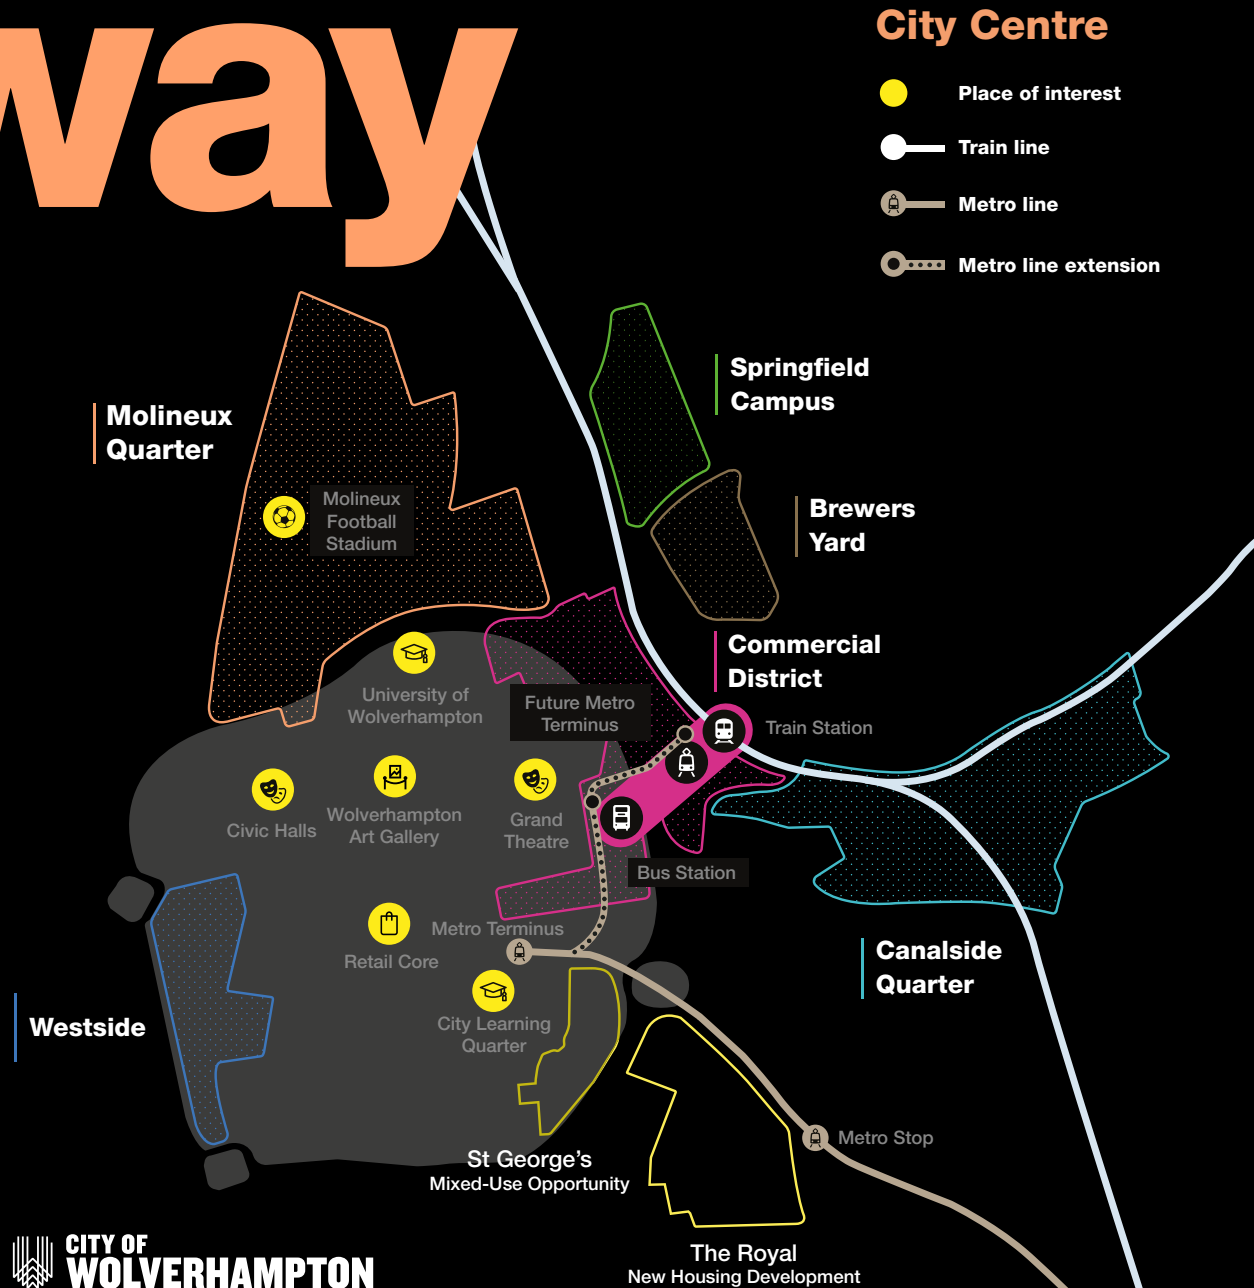 way
City Centre
Place of interest
Train line
Metro line
Metro line extension
Springfield
Campus
Molineux
Quarter
Molineux
Football
Stadium
Brewers
Yard
Commercial
District
University of
Wolverhampton
Future Metro
Terminus
Train Station
Civic Halls
Wolverhampton
Art Gallery
Grand
Theatre
Bus Station
Metro Terminus
Retail Core
Canalside
Quarter
City Learning
Quarter
Westside
Metro Stop
St George’s
Mixed-Use Opportunity
The Royal
New Housing Development
CITY OF
WOLVERHAMPTON